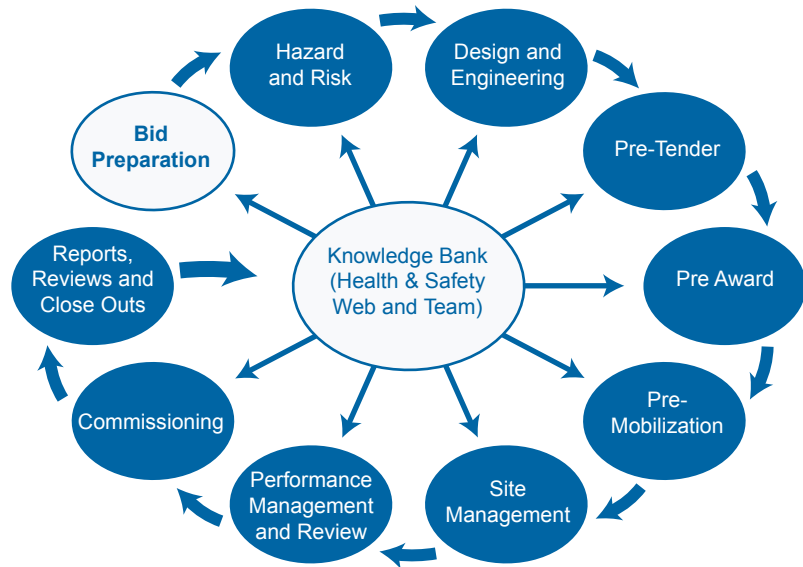 Bid
Preparation
Hazard
and Risk
Design and
Engineering
Pre-Tender
Pre Award
Pre-
Mobilization
Site
Management
Performance
Management
and Review
Commissioning
Reports,
Reviews and
Close Outs
Knowledge Bank
(Health & Safety
Web and Team)